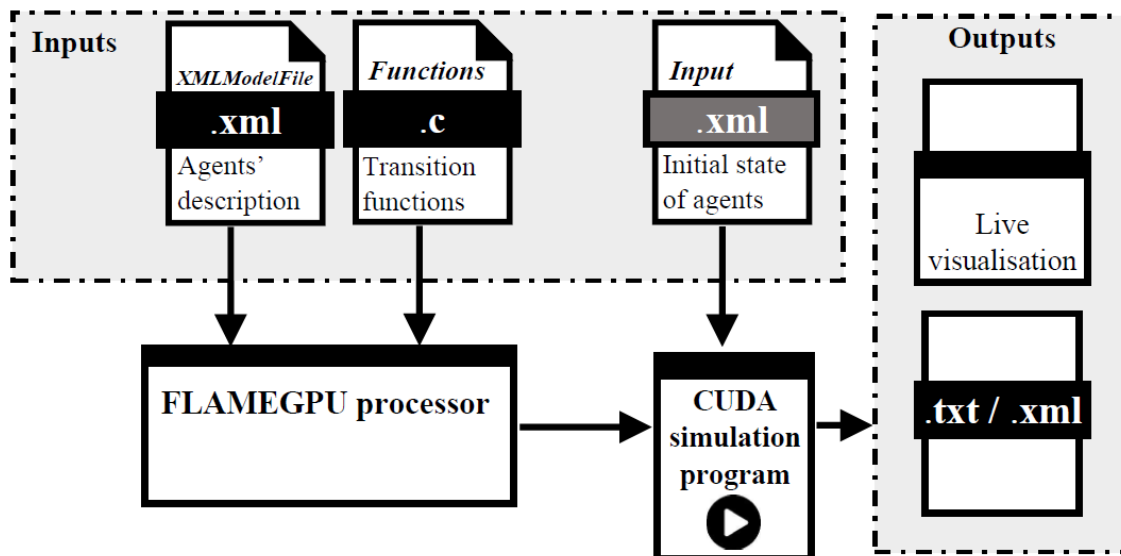 Inputs
XMLModelFile
.xml
Agents’
description
Functions
.c
Transition
functions
Input
.xml
Initial state
of agents
Outputs
Live
visualisation
.txt / .xml
FLAMEGPU processor
CUDA
simulation
program